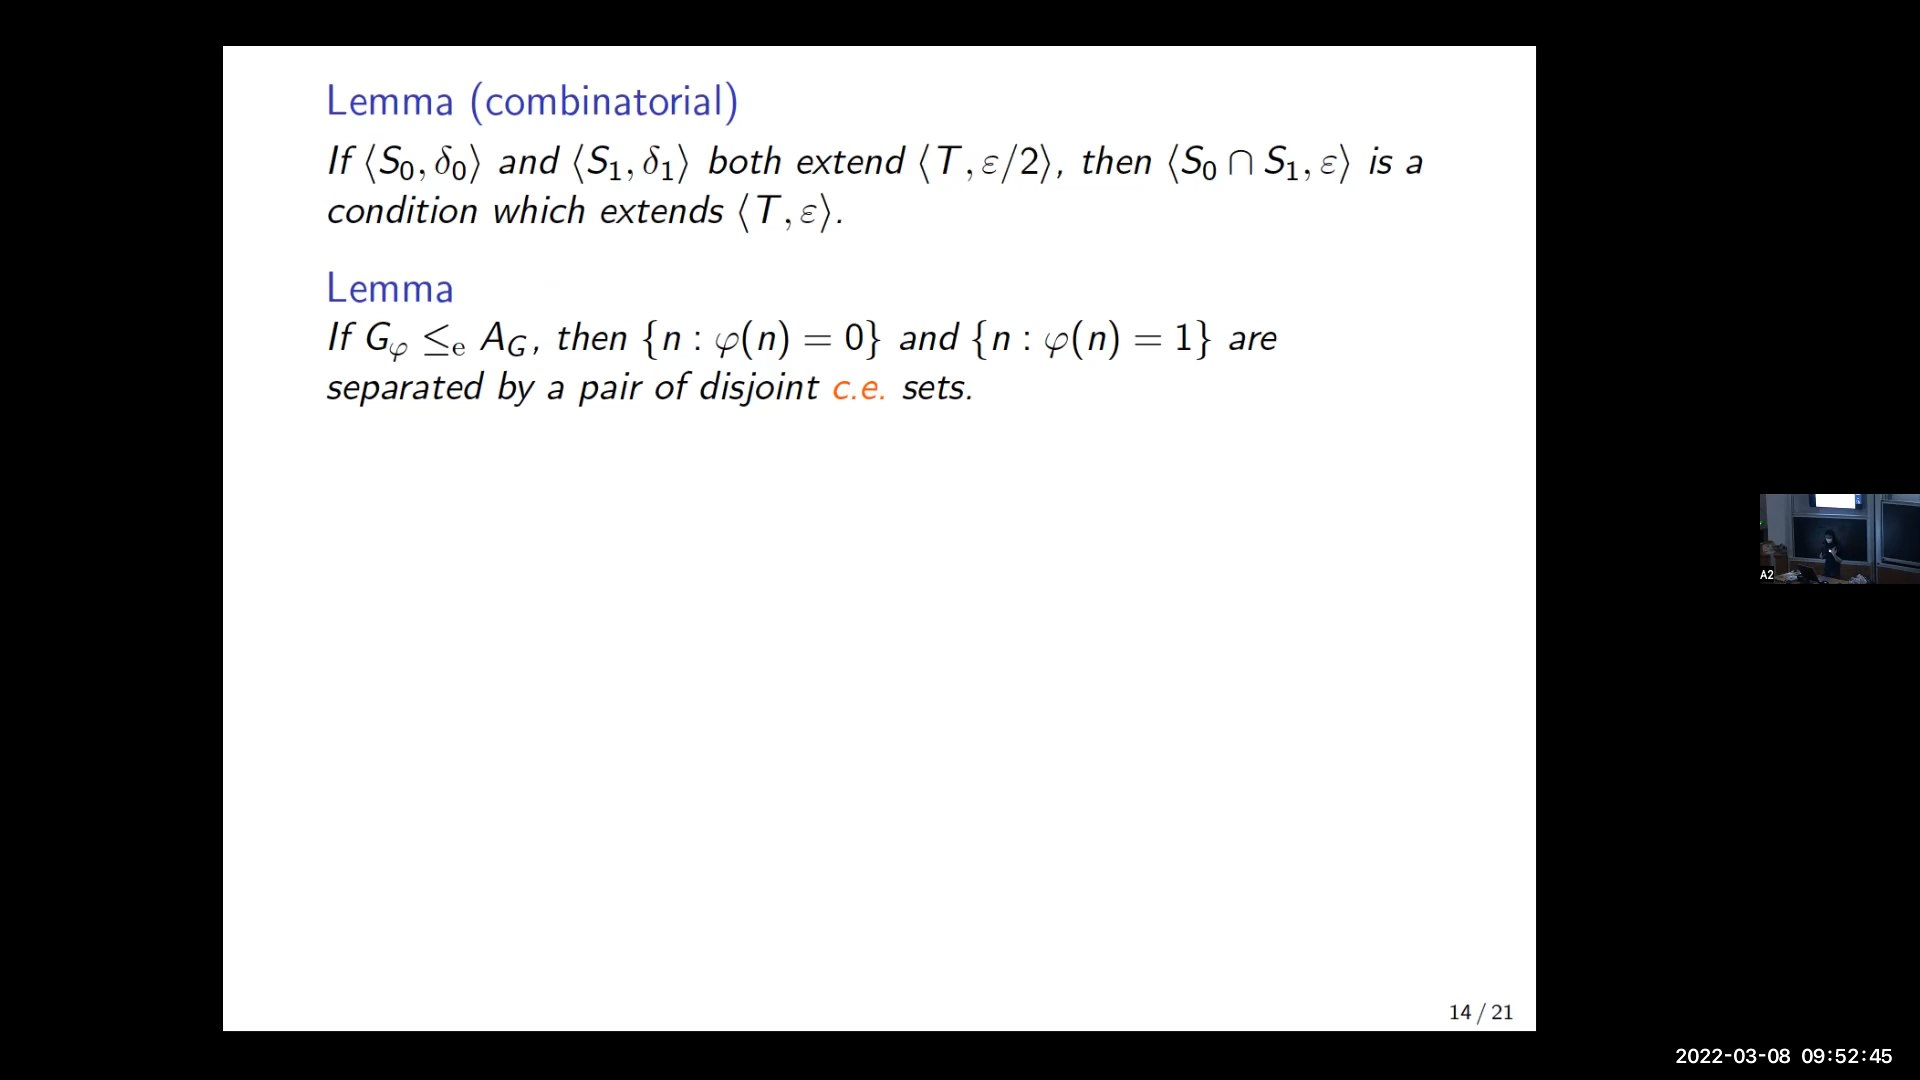 Lemma (combinatorial)
If ⟨S₀, δ₀⟩ and ⟨S₁, δ₁⟩ both extend ⟨T, ε/2⟩, then ⟨S₀ ∩ S₁, ε⟩ is a
condition which extends ⟨T, ε⟩.
Lemma
If G_φ ≤ₑ A_G, then {n : φ(n) = 0} and {n : φ(n) = 1} are
separated by a pair of disjoint c.e. sets.
A2
14 / 21
2022-03-08 09:52:45